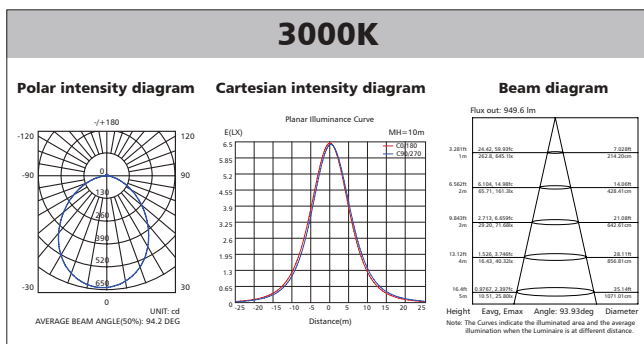 3000K
Polar intensity diagram
Cartesian intensity diagram
Beam diagram
-/+180
-120
120
-90
90
0
130
260
390
520
650
-30
30
0
UNIT: cd
AVERAGE BEAM ANGLE(50%): 94.2 DEG
Planar Illuminance Curve
E(LX)
MH=10m
C0/180
C90/270
6.5
5.85
5.2
4.55
3.9
3.25
2.6
1.95
1.3
0.65
0
-25 -20 -15 -10 -5 0 5 10 15 20 25
Distance(m)
Flux out: 949.6 lm
3.281ft 24.42, 59.93fc 7.028ft
1m 262.8, 645.1lx 214.20cm
6.562ft 6.104, 14.98fc 14.06ft
2m 65.71, 161.3lx 428.41cm
9.843ft 2.713, 6.659fc 21.08ft
3m 29.20, 71.68lx 642.61cm
13.12ft 1.526, 3.746fc 28.11ft
4m 16.43, 40.32lx 856.81cm
16.4ft 0.9767, 2.397fc 35.14ft
5m 10.51, 25.80lx 1071.01cm
Height Eavg, Emax Angle: 93.93deg Diameter
Note: The Curves indicate the illuminated area and the average
illumination when the Luminaire is at different distance.